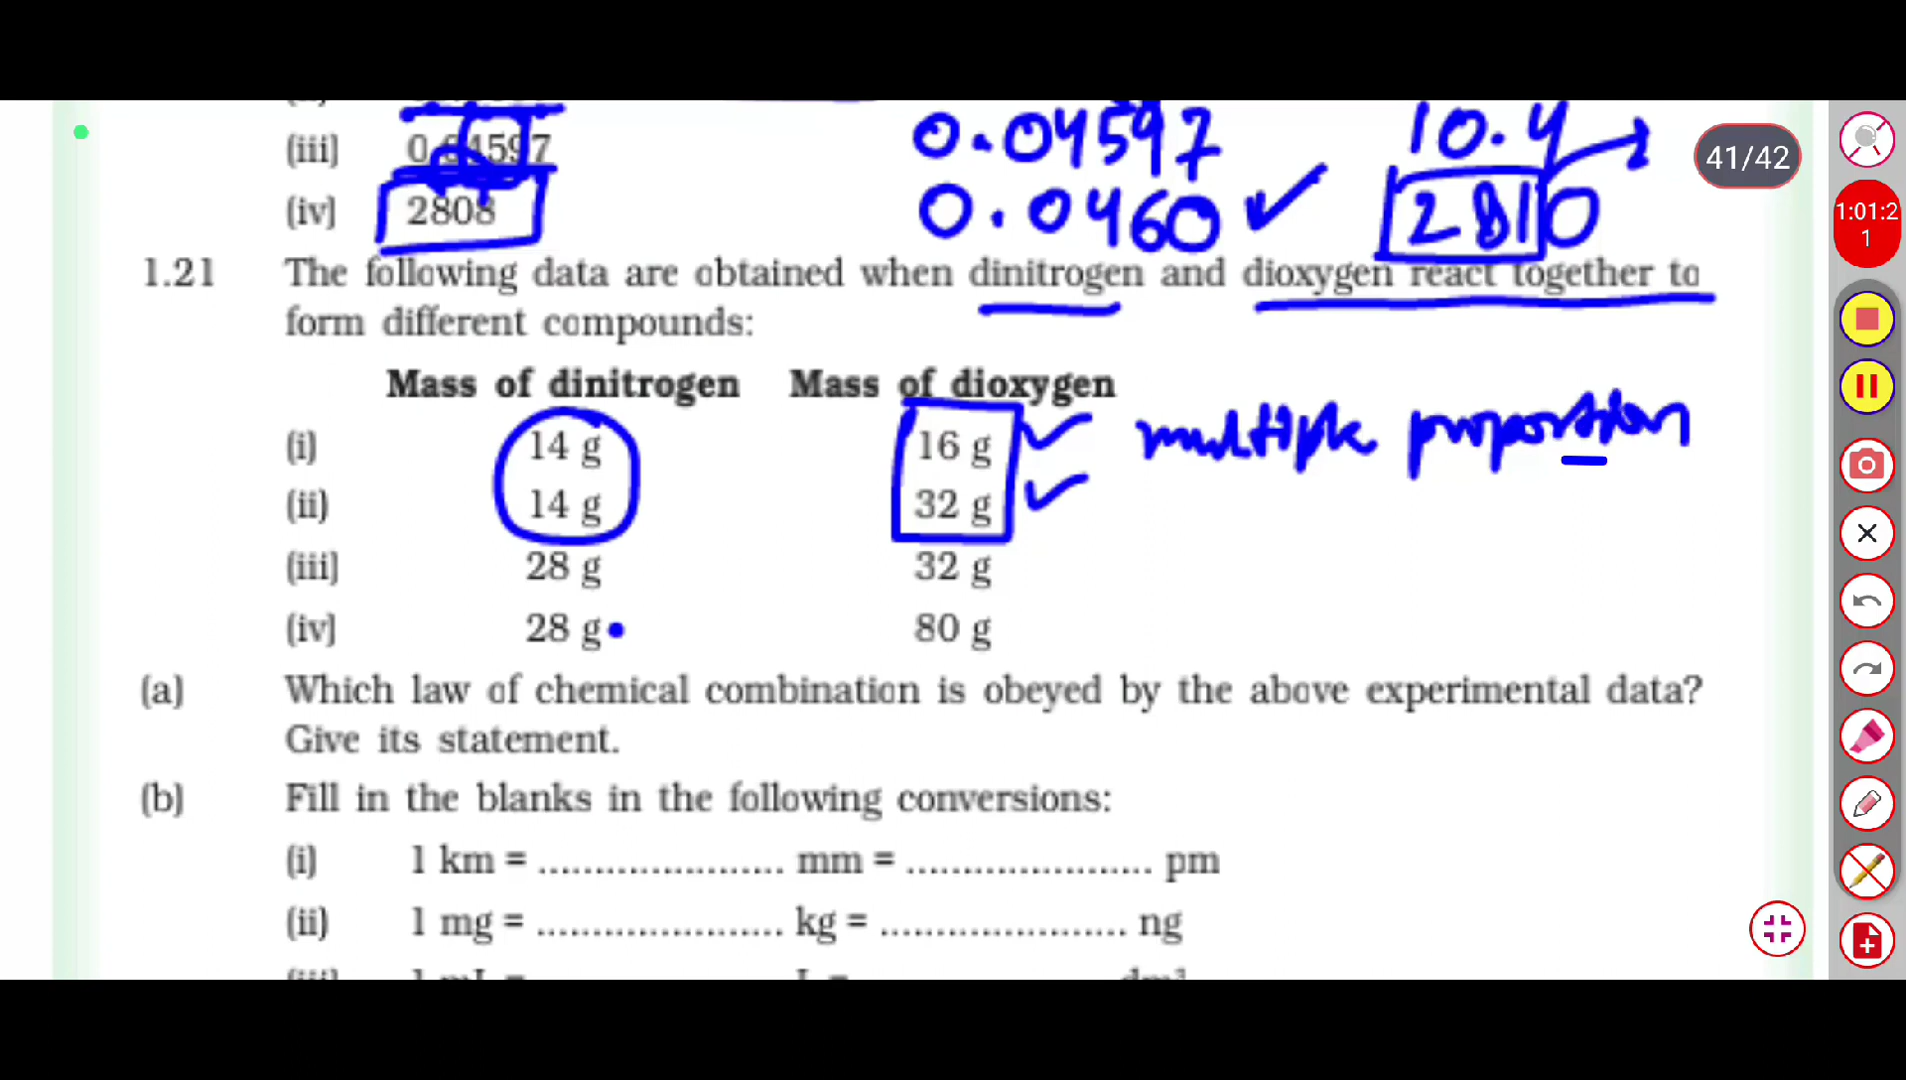 (iii) 0.04597 0.04597 10.4 41/42
(iv) 2808 0.0460 2810 1:01:2
1
1.21 The following data are obtained when dinitrogen and dioxygen react together to
form different compounds:
Mass of dinitrogen Mass of dioxygen
(i) 14 g 16 g multiple proportion
(ii) 14 g 32 g
(iii) 28 g 32 g
(iv) 28 g 80 g
(a) Which law of chemical combination is obeyed by the above experimental data?
Give its statement.
(b) Fill in the blanks in the following conversions:
(i) 1 km = ...................... mm = ...................... pm
(ii) 1 mg = ...................... kg = ...................... ng